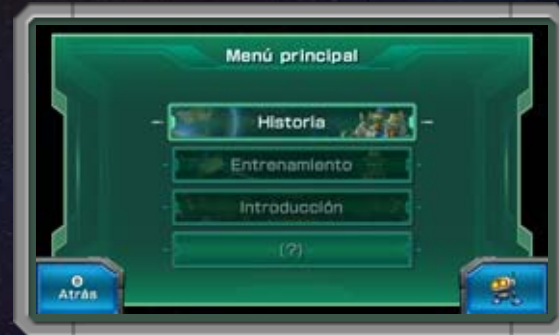 Menú principal
Historia
Entrenamiento
Introducción
(?)
Atrás